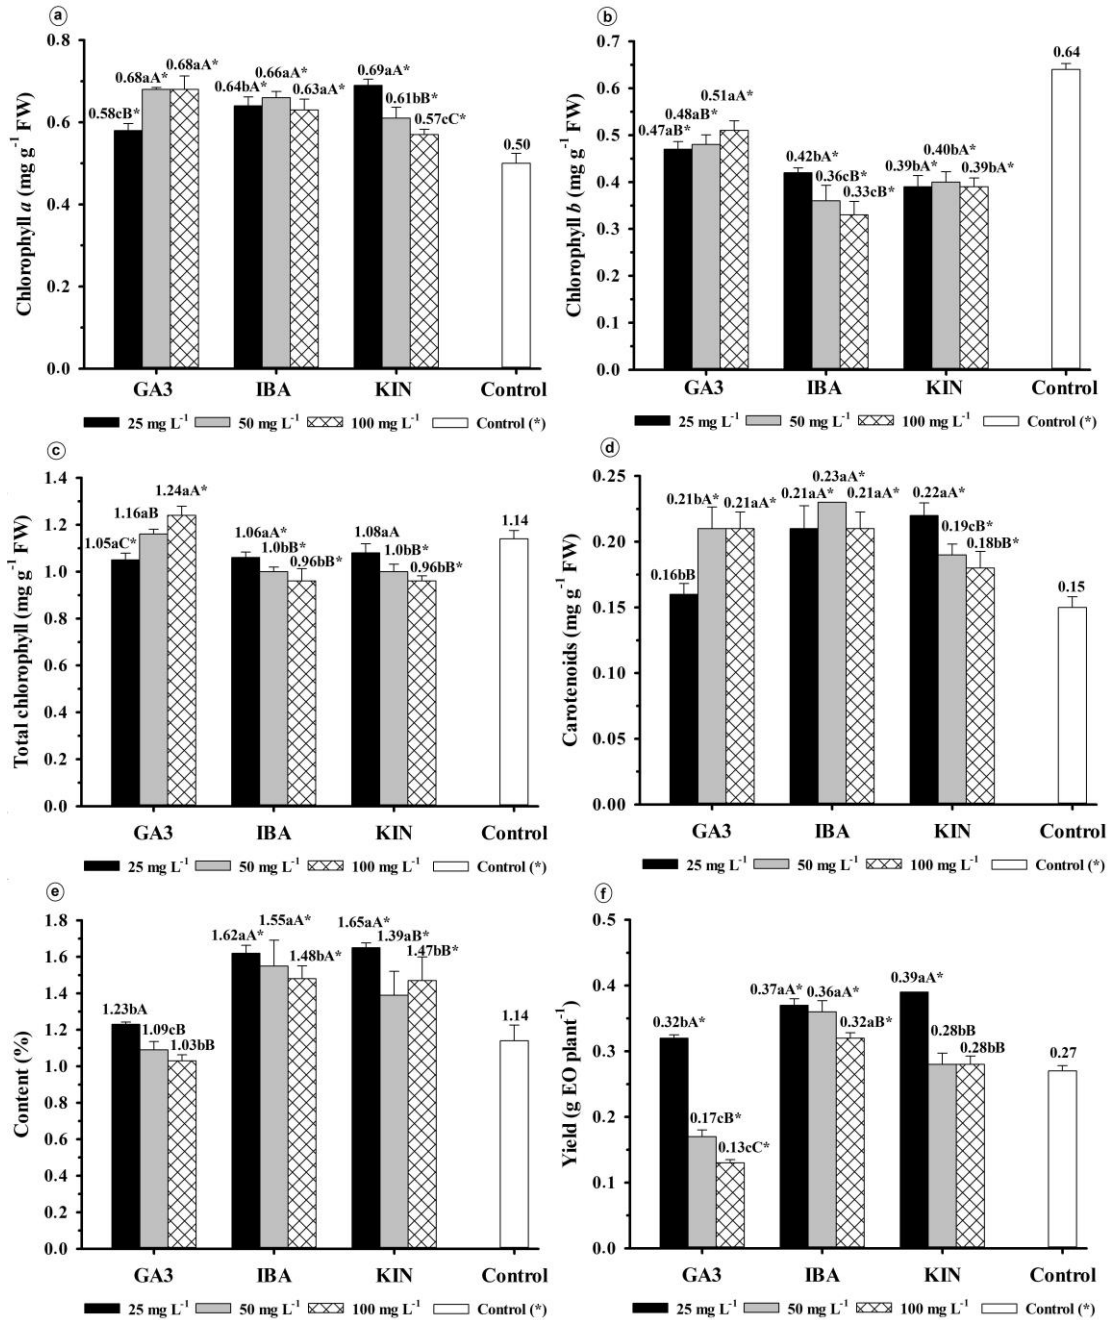 a
Chlorophyll a (mg g⁻¹ FW)
0.8
0.6
0.4
0.2
0.0
0.58cB*
0.68aA*
0.68aA*
0.64bA*
0.66aA*
0.63aA*
0.69aA*
0.61bB*
0.57cC*
0.50
GA3 IBA KIN Control
25 mg L⁻¹ 50 mg L⁻¹ 100 mg L⁻¹ Control (*)
b
Chlorophyll b (mg g⁻¹ FW)
0.7
0.6
0.5
0.4
0.3
0.2
0.1
0.0
0.47aB*
0.48aB*
0.51aA*
0.42bA*
0.36cB*
0.33cB*
0.39bA*
0.40bA*
0.39bA*
0.64
GA3 IBA KIN Control
25 mg L⁻¹ 50 mg L⁻¹ 100 mg L⁻¹ Control (*)
c
Total chlorophyll (mg g⁻¹ FW)
1.4
1.2
1.0
0.8
0.6
0.4
0.2
0.0
1.05aC*
1.16aB
1.24aA*
1.06aA*
1.0bB*
0.96bB*
1.08aA
1.0bB*
0.96bB*
1.14
GA3 IBA KIN Control
25 mg L⁻¹ 50 mg L⁻¹ 100 mg L⁻¹ Control (*)
d
Carotenoids (mg g⁻¹ FW)
0.25
0.20
0.15
0.10
0.05
0.00
0.16bB
0.21bA*
0.21aA*
0.21aA*
0.23aA*
0.21aA*
0.22aA*
0.19cB*
0.18bB*
0.15
GA3 IBA KIN Control
25 mg L⁻¹ 50 mg L⁻¹ 100 mg L⁻¹ Control (*)
e
Content (%)
1.8
1.6
1.4
1.2
1.0
0.8
0.6
0.4
0.2
0.0
1.23bA
1.09cB
1.03bB
1.62aA*
1.55aA*
1.48bA*
1.65aA*
1.39aB*
1.47bB*
1.14
GA3 IBA KIN Control
25 mg L⁻¹ 50 mg L⁻¹ 100 mg L⁻¹ Control (*)
f
Yield (g EO plant⁻¹)
0.5
0.4
0.3
0.2
0.1
0.0
0.32bA*
0.17cB*
0.13cC*
0.37aA*
0.36aA*
0.32aB*
0.39aA*
0.28bB
0.28bB
0.27
GA3 IBA KIN Control
25 mg L⁻¹ 50 mg L⁻¹ 100 mg L⁻¹ Control (*)